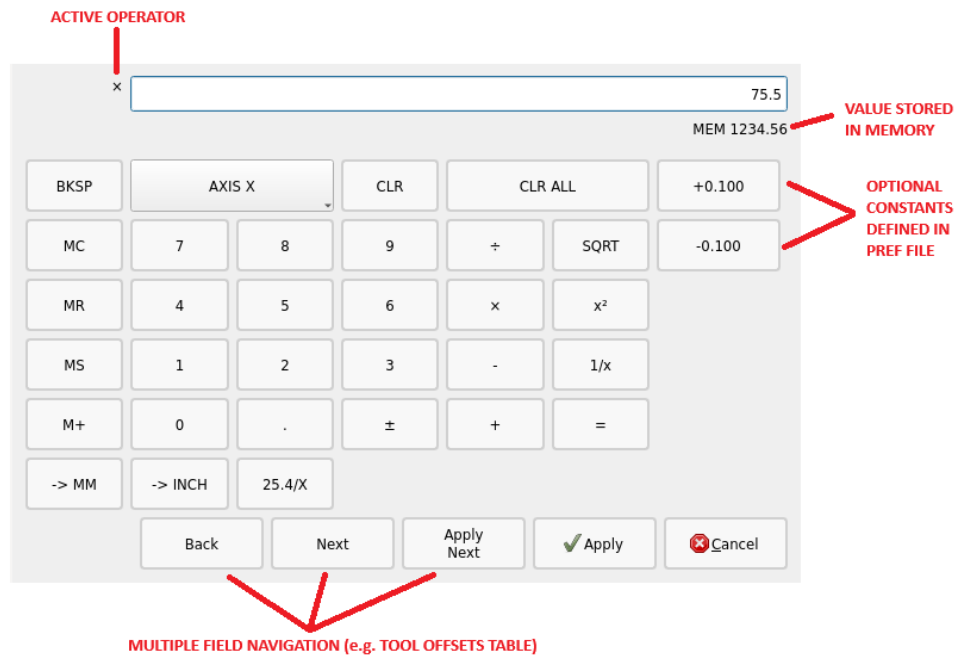 ACTIVE OPERATOR
×
75.5
MEM 1234.56
VALUE STORED
IN MEMORY
BKSP
AXIS X
CLR
CLR ALL
+0.100
OPTIONAL
CONSTANTS
DEFINED IN
PREF FILE
MC
7
8
9
÷
SQRT
-0.100
MR
4
5
6
×
x²
MS
1
2
3
-
1/x
M+
0
.
±
+
=
-> MM
-> INCH
25.4/X
Back
Next
Apply
Next
Apply
Cancel
MULTIPLE FIELD NAVIGATION (e.g. TOOL OFFSETS TABLE)